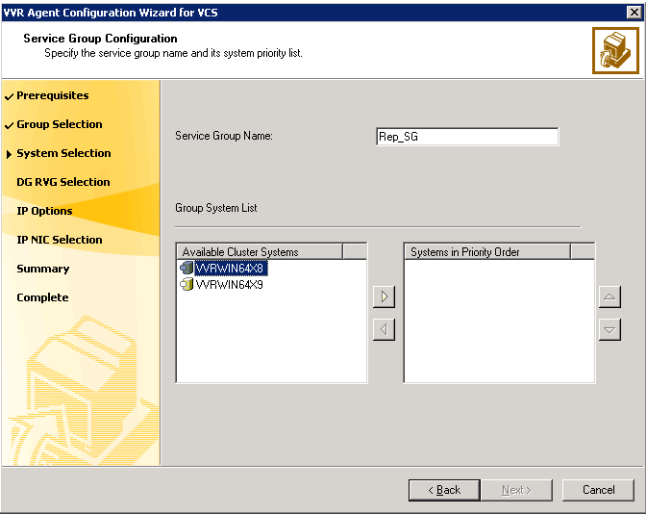 VVR Agent Configuration Wizard for VCS
Service Group Configuration
Specify the service group name and its system priority list.
Prerequisites
Group Selection
System Selection
DG RVG Selection
IP Options
IP NIC Selection
Summary
Complete
Service Group Name:
Rep_SG
Group System List
Available Cluster Systems
VVRWIN64X8
VVRWIN64X9
Systems in Priority Order
< Back
Next >
Cancel